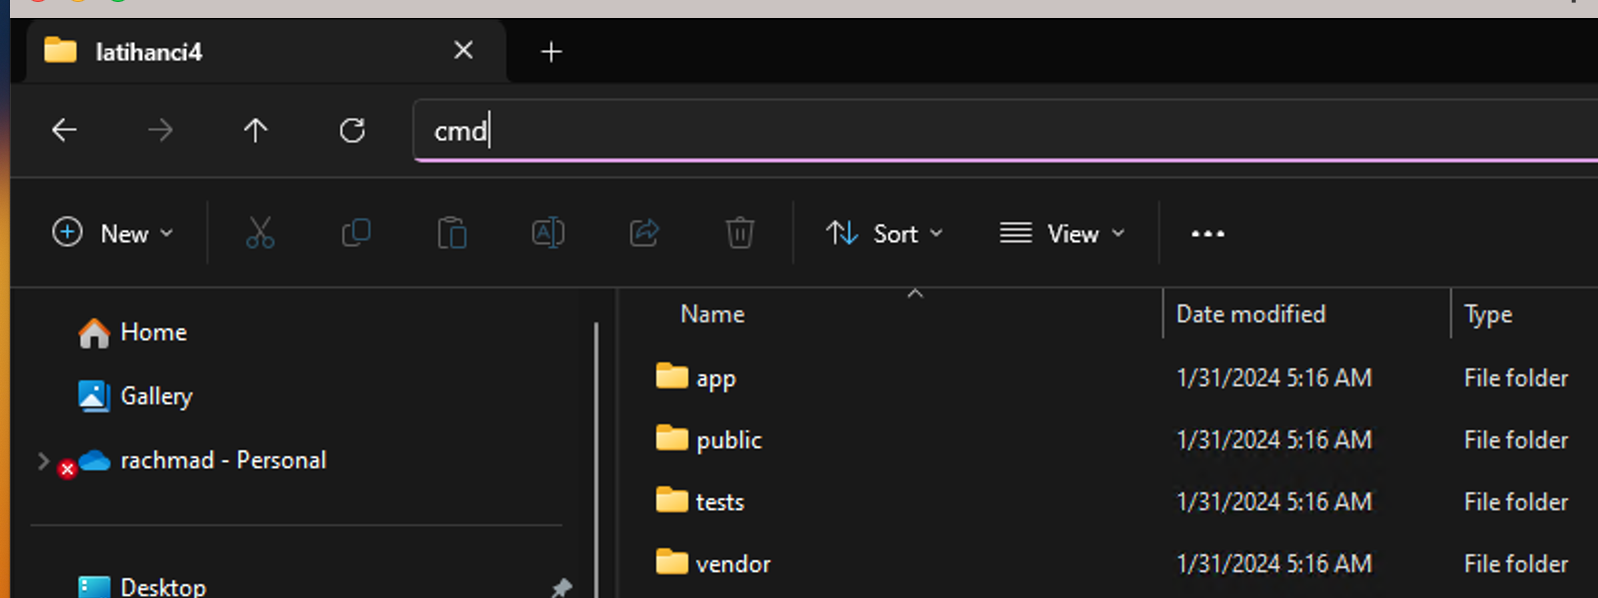 latihanci4
cmd
New
Sort
View
Name
Date modified
Type
Home
Gallery
rachmad - Personal
Desktop
app
1/31/2024 5:16 AM
File folder
public
1/31/2024 5:16 AM
File folder
tests
1/31/2024 5:16 AM
File folder
vendor
1/31/2024 5:16 AM
File folder